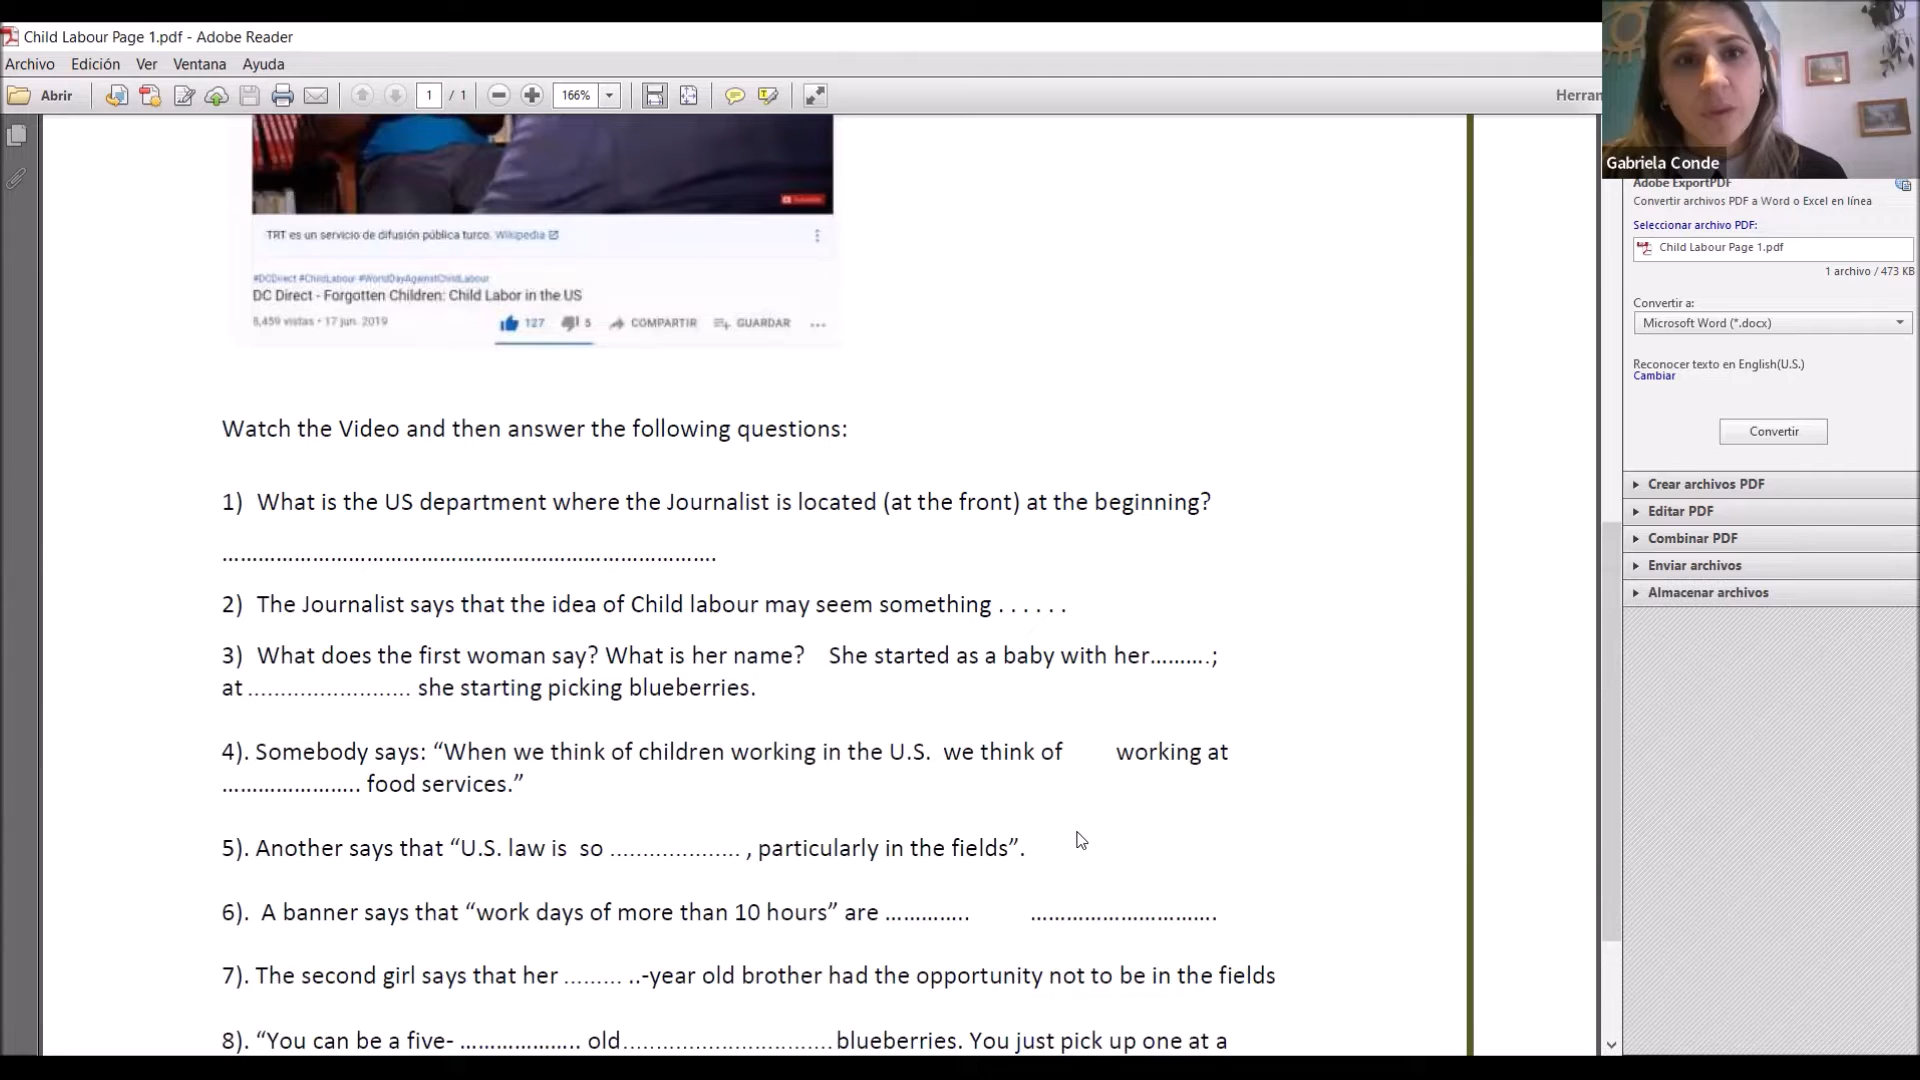 Child Labour Page 1.pdf - Adobe Reader
Archivo Edición Ver Ventana Ayuda
Abrir 1 / 1 166% Herran
Gabriela Conde
Adobe ExportPDF
Convertir archivos PDF a Word o Excel en línea
Seleccionar archivo PDF:
Child Labour Page 1.pdf
1 archivo / 473 KB
Convertir a:
Microsoft Word (*.docx)
Reconocer texto en English(U.S.)
Cambiar
Convertir
Crear archivos PDF
Editar PDF
Combinar PDF
Enviar archivos
Almacenar archivos
TRT es un servicio de difusión pública turco. Wikipedia
#DCDirect #ChildLabour #WorldDayAgainstChildLabour
DC Direct - Forgotten Children: Child Labor in the US
8,459 vistas • 17 jun. 2019 127 5 COMPARTIR GUARDAR ...
Watch the Video and then answer the following questions:
1) What is the US department where the Journalist is located (at the front) at the beginning?
……………………………………………………………………….
2) The Journalist says that the idea of Child labour may seem something . . . . . .
3) What does the first woman say? What is her name? She started as a baby with her……….;
at ......................... she starting picking blueberries.
4). Somebody says: “When we think of children working in the U.S. we think of working at
………………….. food services.”
5). Another says that “U.S. law is so .................... , particularly in the fields”.
6). A banner says that “work days of more than 10 hours” are ………….. ………………………….
7). The second girl says that her ......... ..-year old brother had the opportunity not to be in the fields
8). “You can be a five- ……………….. old................................ blueberries. You just pick up one at a